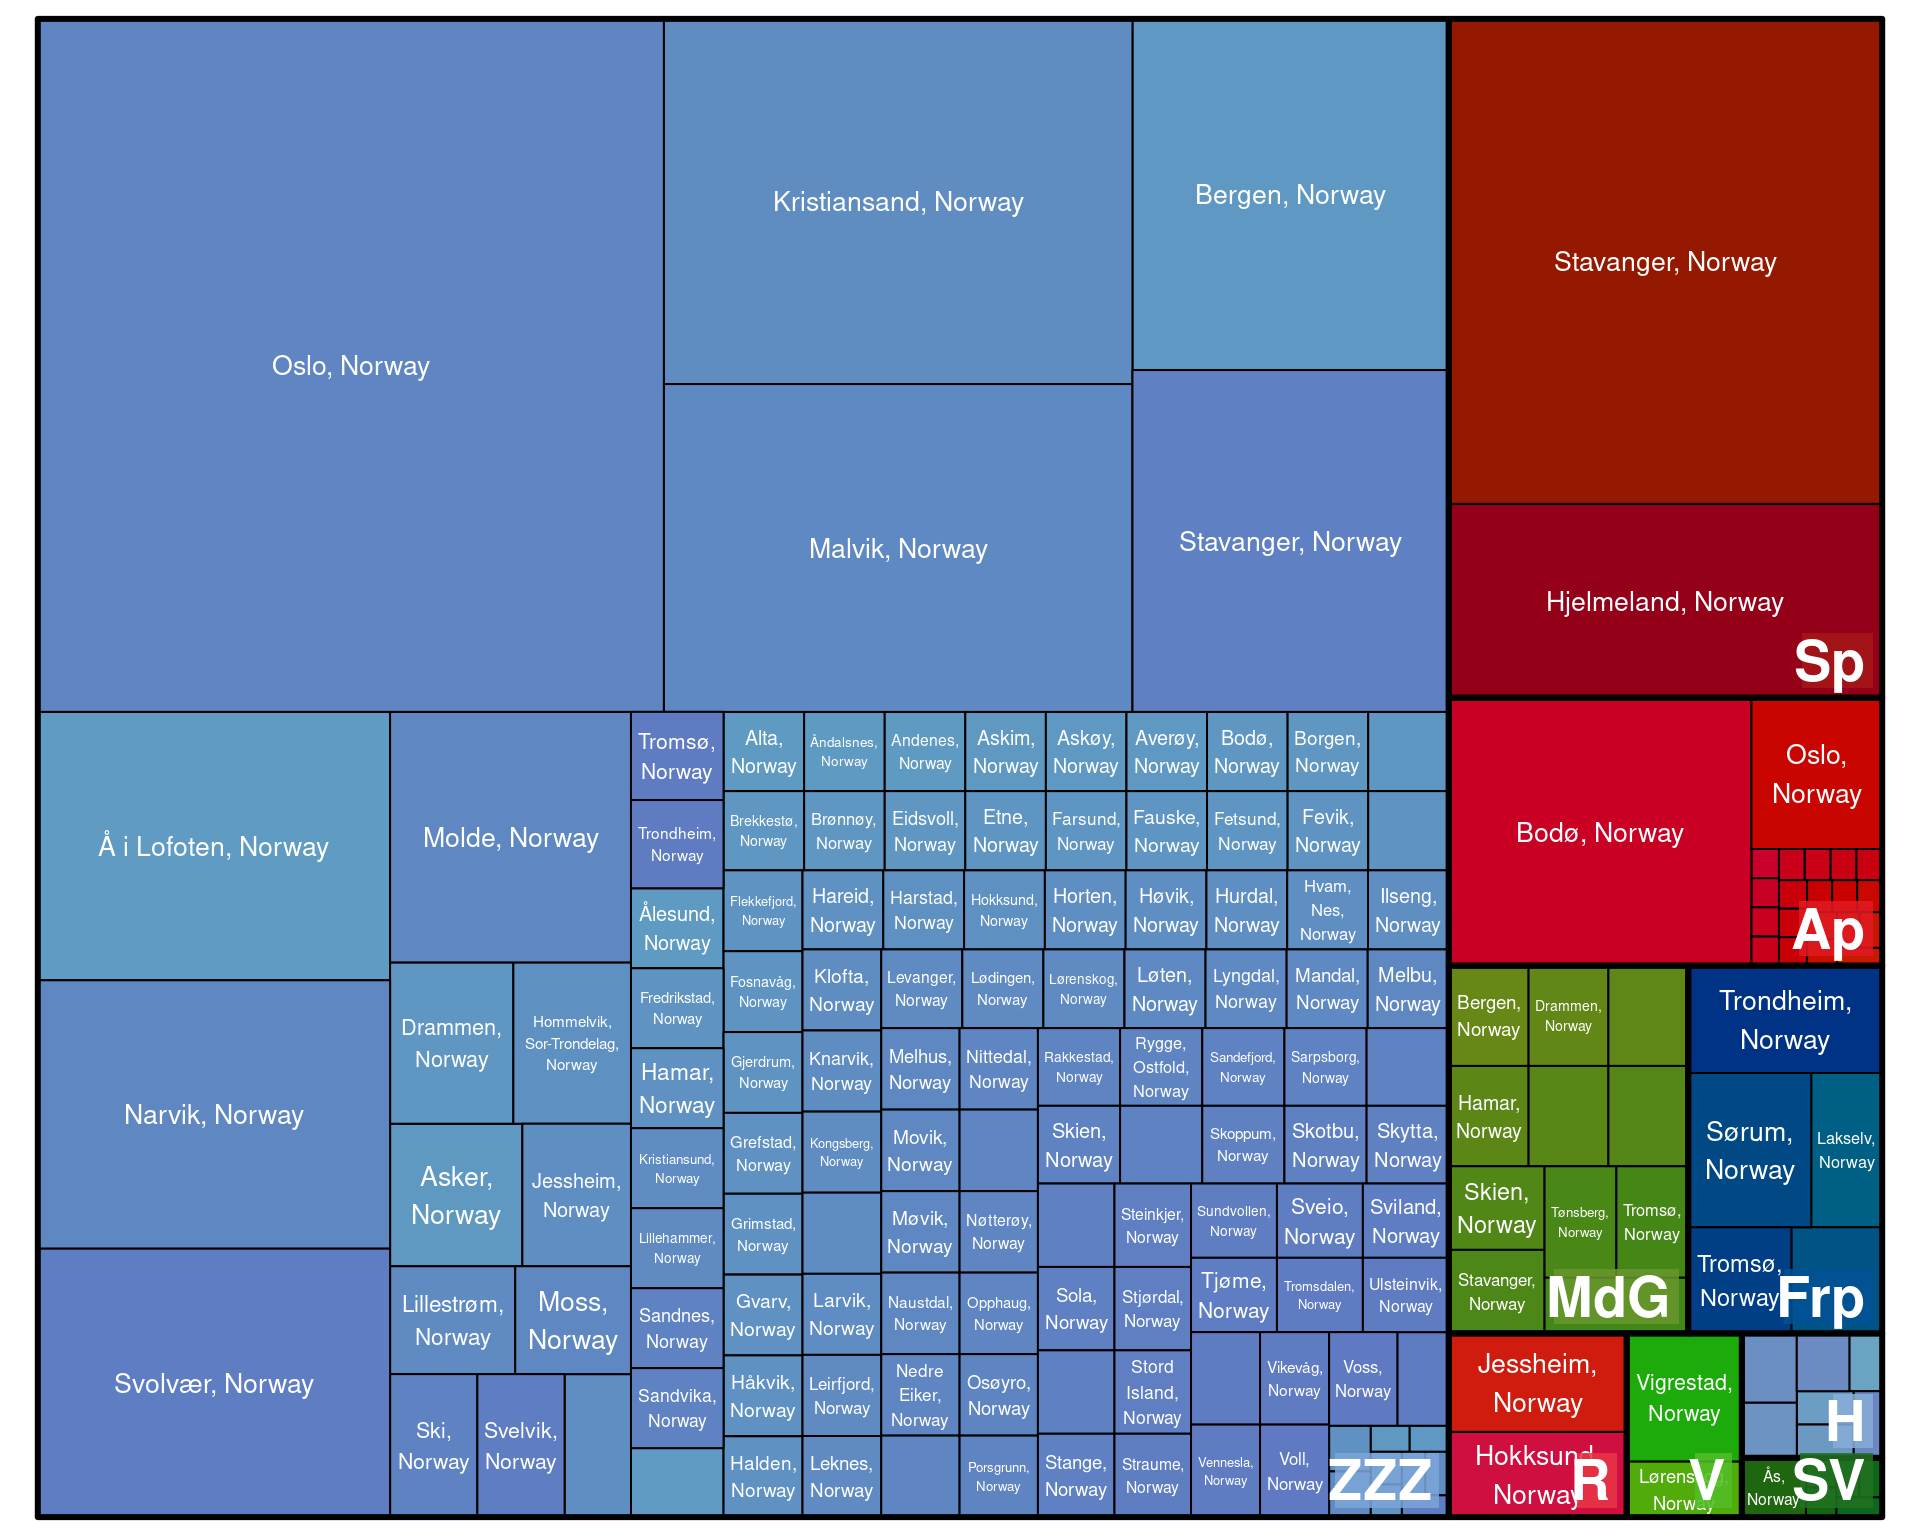 Oslo, Norway
Kristiansand, Norway
Bergen, Norway
Malvik, Norway
Stavanger, Norway
Stavanger, Norway
Hjelmeland, Norway
Sp
Å i Lofoten, Norway
Narvik, Norway
Svolvær, Norway
Molde, Norway
Drammen,
Norway
Hommelvik,
Sor-Trondelag,
Norway
Asker,
Norway
Jessheim,
Norway
Lillestrøm,
Norway
Moss,
Norway
Ski,
Norway
Svelvik,
Norway
Tromsø,
Norway
Trondheim,
Norway
Ålesund,
Norway
Fredrikstad,
Norway
Hamar,
Norway
Kristiansund,
Norway
Lillehammer,
Norway
Sandnes,
Norway
Sandvika,
Norway
Alta,
Norway
Åndalsnes,
Norway
Andenes,
Norway
Askim,
Norway
Askøy,
Norway
Averøy,
Norway
Bodø,
Norway
Borgen,
Norway
Brekkestø,
Norway
Brønnøy,
Norway
Eidsvoll,
Norway
Etne,
Norway
Farsund,
Norway
Fauske,
Norway
Fetsund,
Norway
Fevik,
Norway
Flekkefjord,
Norway
Hareid,
Norway
Harstad,
Norway
Hokksund,
Norway
Horten,
Norway
Høvik,
Norway
Hurdal,
Norway
Hvam,
Nes,
Norway
Ilseng,
Norway
Fosnavåg,
Norway
Klofta,
Norway
Levanger,
Norway
Lødingen,
Norway
Lørenskog,
Norway
Løten,
Norway
Lyngdal,
Norway
Mandal,
Norway
Melbu,
Norway
Gjerdrum,
Norway
Knarvik,
Norway
Melhus,
Norway
Nittedal,
Norway
Rakkestad,
Norway
Rygge,
Ostfold,
Norway
Sandefjord,
Norway
Sarpsborg,
Norway
Grefstad,
Norway
Kongsberg,
Norway
Movik,
Norway
Skien,
Norway
Skoppum,
Norway
Skotbu,
Norway
Skytta,
Norway
Grimstad,
Norway
Møvik,
Norway
Nøtterøy,
Norway
Steinkjer,
Norway
Sundvollen,
Norway
Sveio,
Norway
Sviland,
Norway
Gvarv,
Norway
Larvik,
Norway
Naustdal,
Norway
Opphaug,
Norway
Sola,
Norway
Stjørdal,
Norway
Tjøme,
Norway
Tromsdalen,
Norway
Ulsteinvik,
Norway
Håkvik,
Norway
Leirfjord,
Norway
Nedre
Eiker,
Norway
Osøyro,
Norway
Stord
Island,
Norway
Vikevåg,
Norway
Voss,
Norway
Halden,
Norway
Leknes,
Norway
Porsgrunn,
Norway
Stange,
Norway
Straume,
Norway
Vennesla,
Norway
Voll,
Norway
ZZZ
Bodø, Norway
Oslo,
Norway
Ap
Bergen,
Norway
Drammen,
Norway
Hamar,
Norway
Skien,
Norway
Tønsberg,
Norway
Tromsø,
Norway
Stavanger,
Norway
MdG
Trondheim,
Norway
Sørum,
Norway
Lakselv,
Norway
Tromsø,
Norway
Frp
Jessheim,
Norway
Hokksund,
Norway
R
Vigrestad,
Norway
Norway
V
H
Ås,
Norway
SV